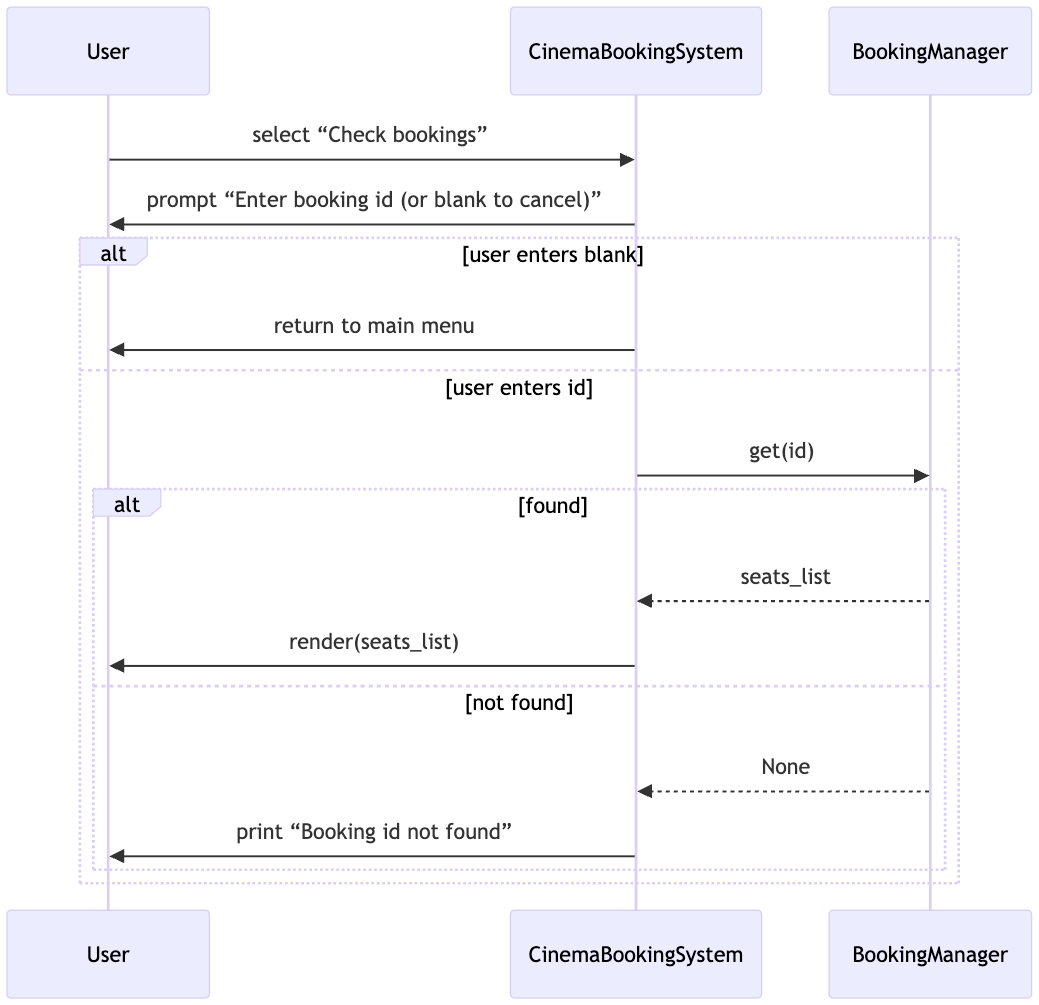 User
CinemaBookingSystem
BookingManager
select “Check bookings”
prompt “Enter booking id (or blank to cancel)”
alt
[user enters blank]
return to main menu
[user enters id]
get(id)
alt
[found]
seats_list
render(seats_list)
[not found]
None
print “Booking id not found”
User
CinemaBookingSystem
BookingManager